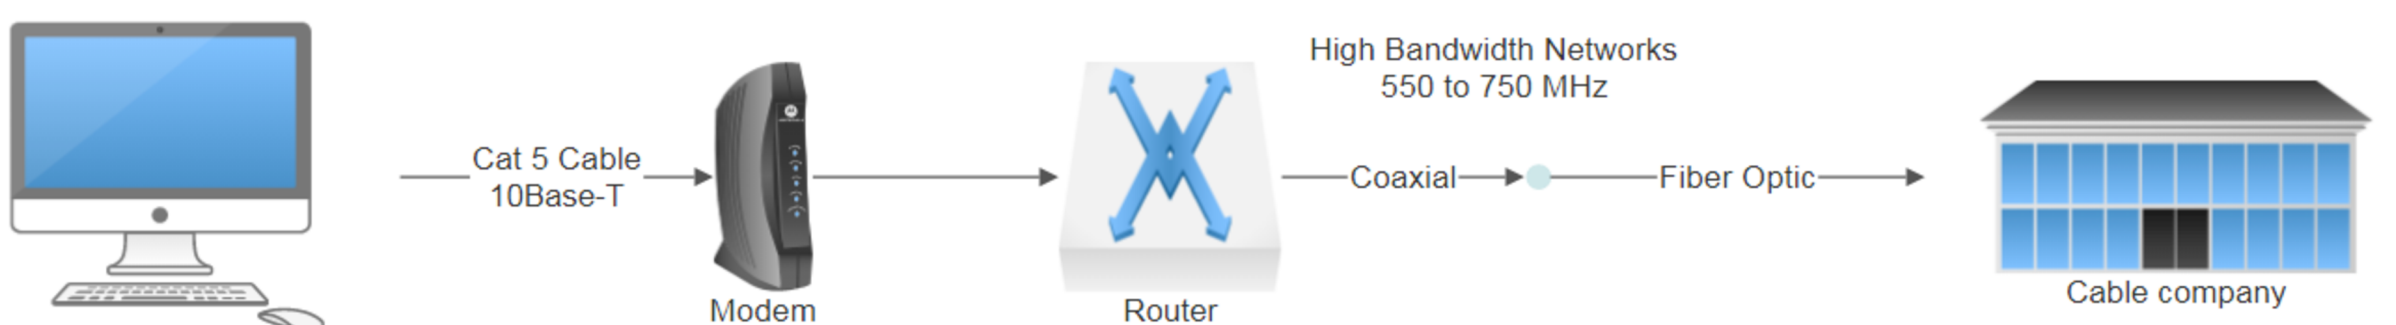 High Bandwidth Networks
550 to 750 MHz
Cat 5 Cable
10Base-T
Coaxial
Fiber Optic
Modem
Router
Cable company